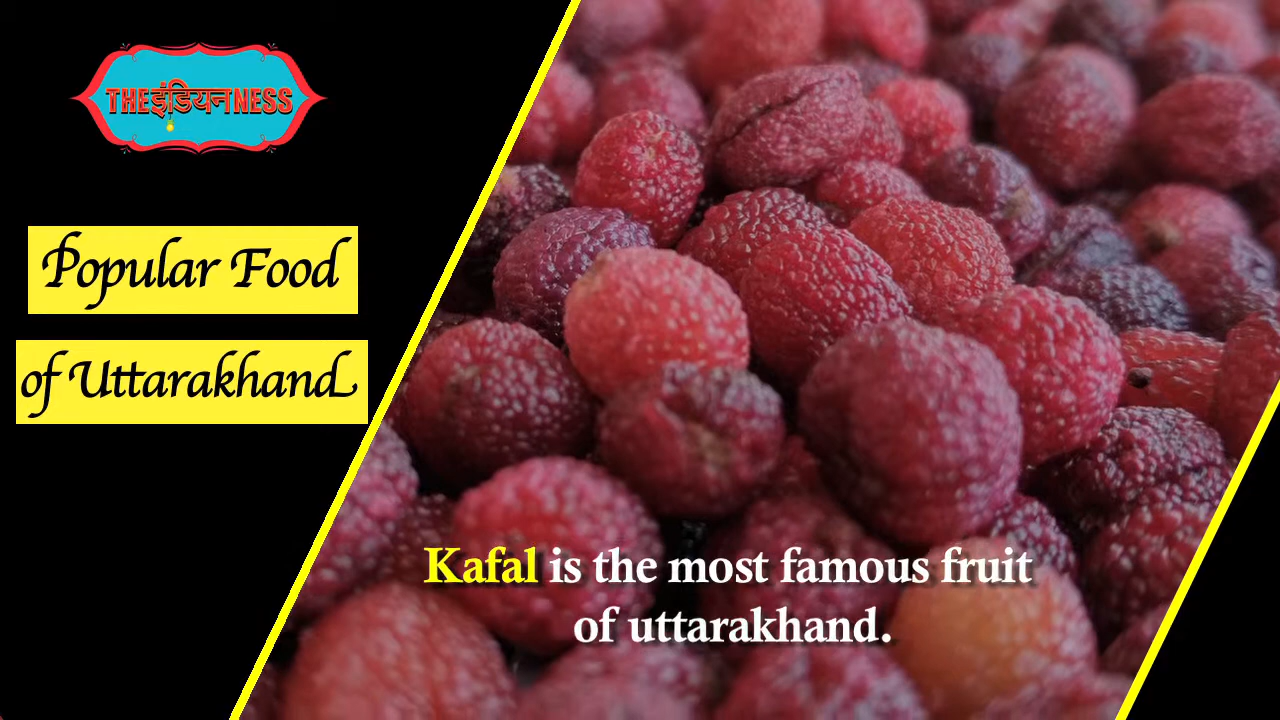 THEइंडियनNESS
Popular Food
of Uttarakhand
Kafal is the most famous fruit
of uttarakhand.